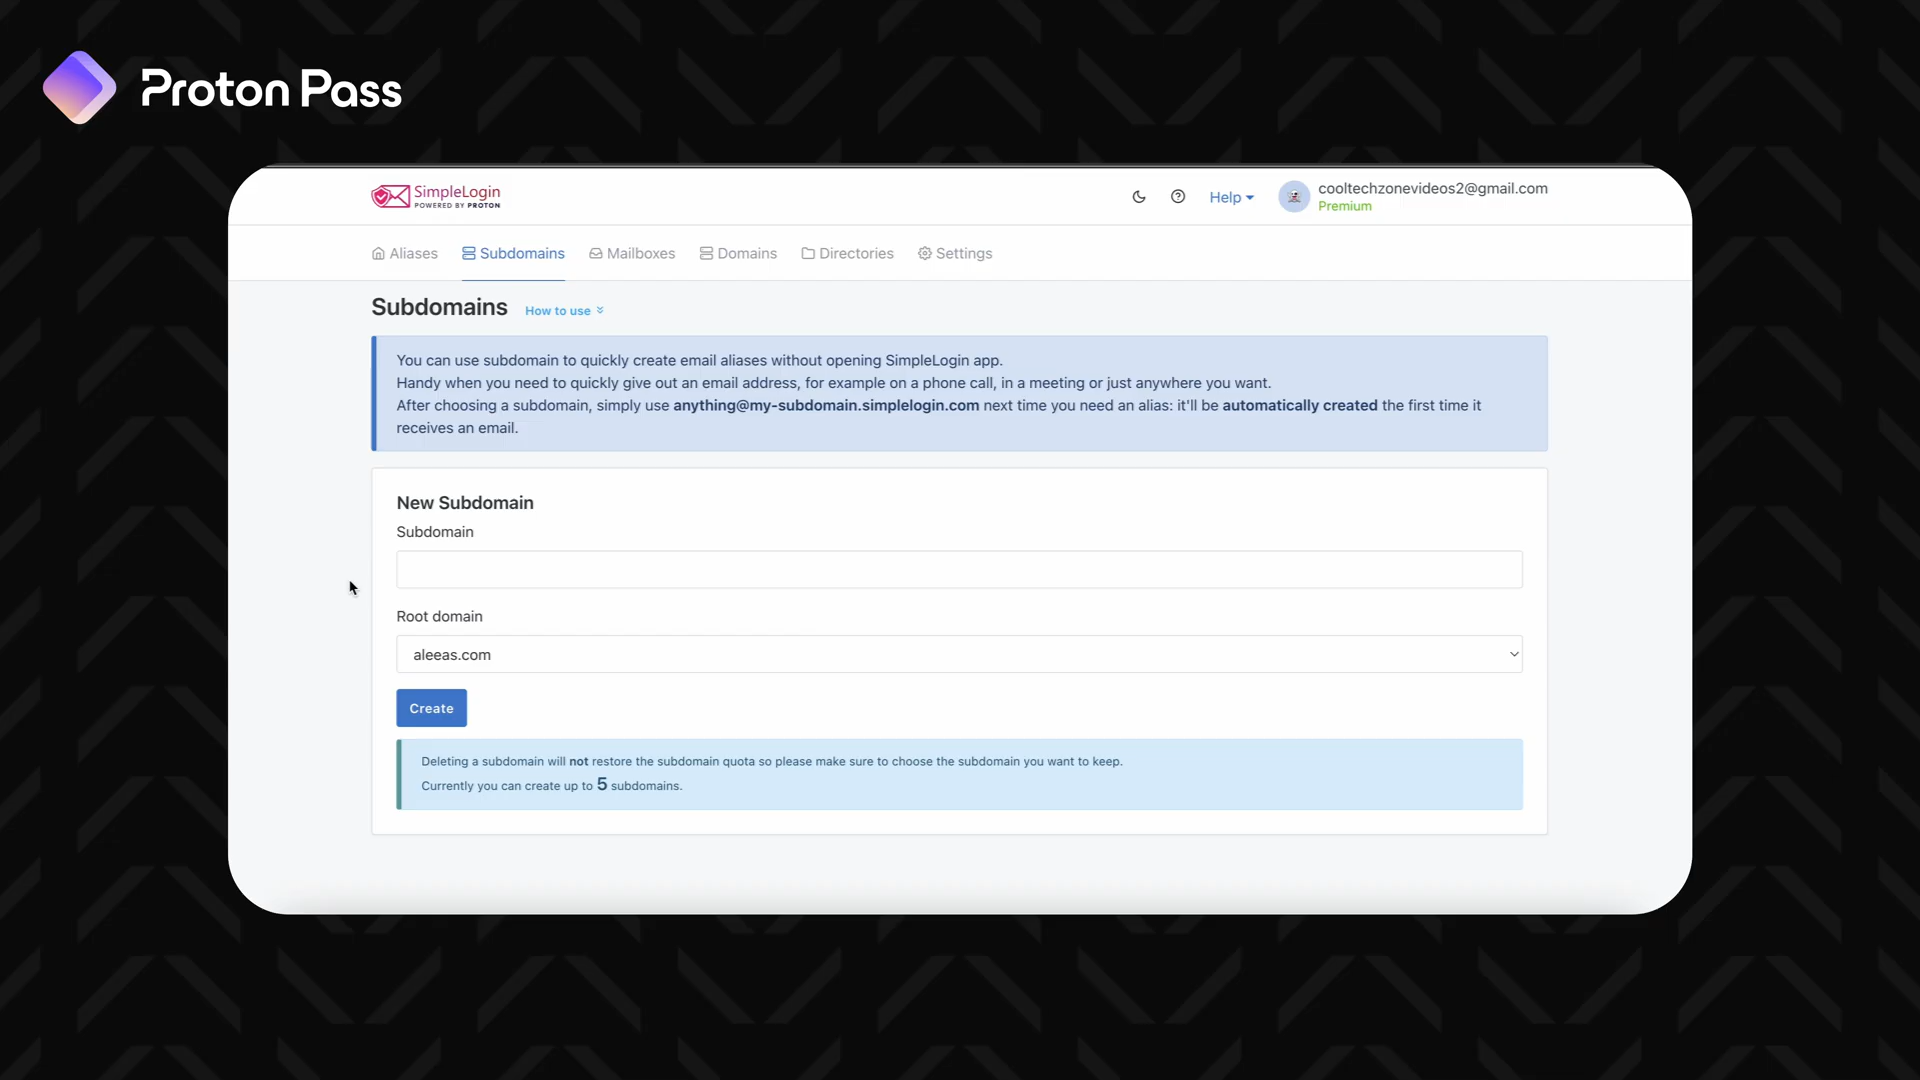 Proton Pass
SimpleLogin
POWERED BY PROTON
Help
cooltechzonevideos2@gmail.com
Premium
Aliases
Subdomains
Mailboxes
Domains
Directories
Settings
Subdomains
How to use
You can use subdomain to quickly create email aliases without opening SimpleLogin app.
Handy when you need to quickly give out an email address, for example on a phone call, in a meeting or just anywhere you want.
After choosing a subdomain, simply use anything@my-subdomain.simplelogin.com next time you need an alias: it'll be automatically created the first time it
receives an email.
New Subdomain
Subdomain
Root domain
aleeas.com
Create
Deleting a subdomain will not restore the subdomain quota so please make sure to choose the subdomain you want to keep.
Currently you can create up to 5 subdomains.